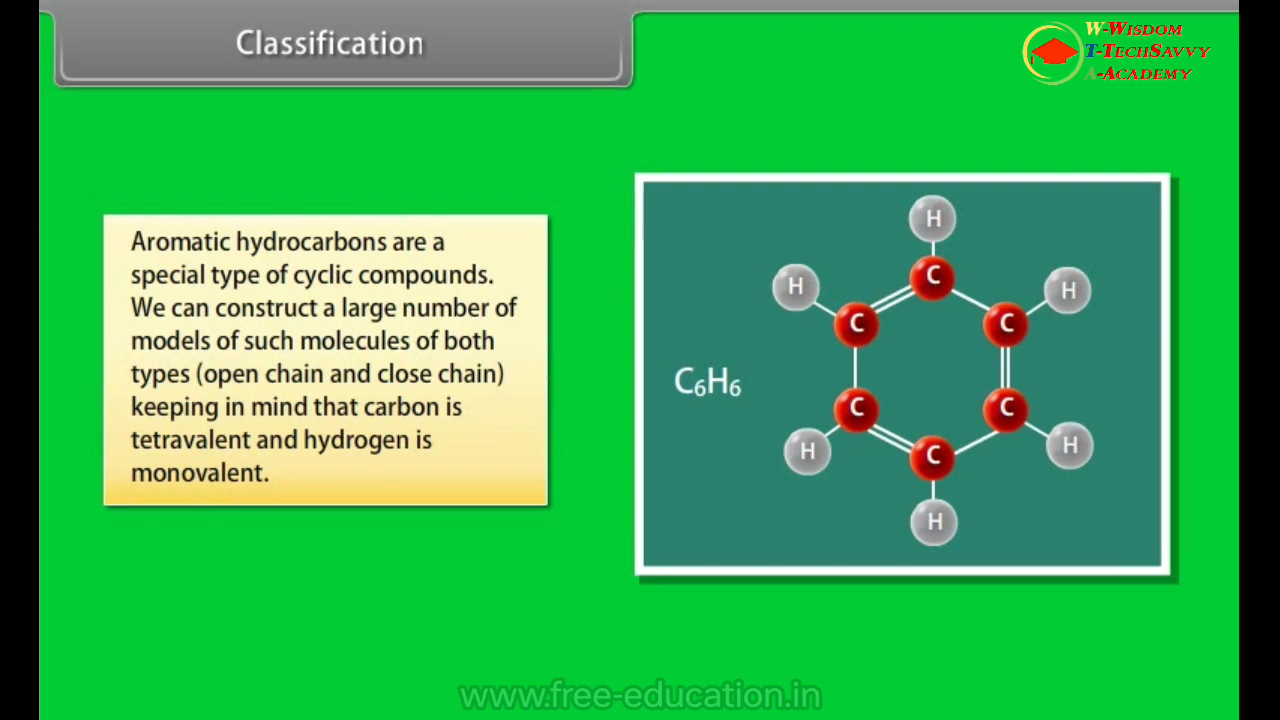 Classification
W-WISDOM
T-TECHSAVVY
A-ACADEMY
Aromatic hydrocarbons are a
special type of cyclic compounds.
We can construct a large number of
models of such molecules of both
types (open chain and close chain)
keeping in mind that carbon is
tetravalent and hydrogen is
monovalent.
H
H
C
H
C
C
C₆H₆
C
C
H
C
H
H
www.free-education.in